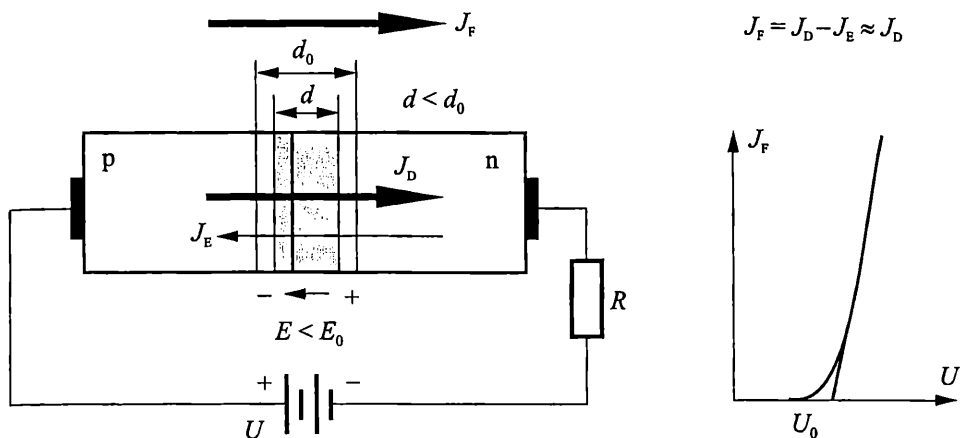 J_F
J_F = J_D – J_E ≈ J_D
d_0
d
d < d_0
p
n
J_D
J_E
– +
E < E_0
R
+ –
U
J_F
U
U_0